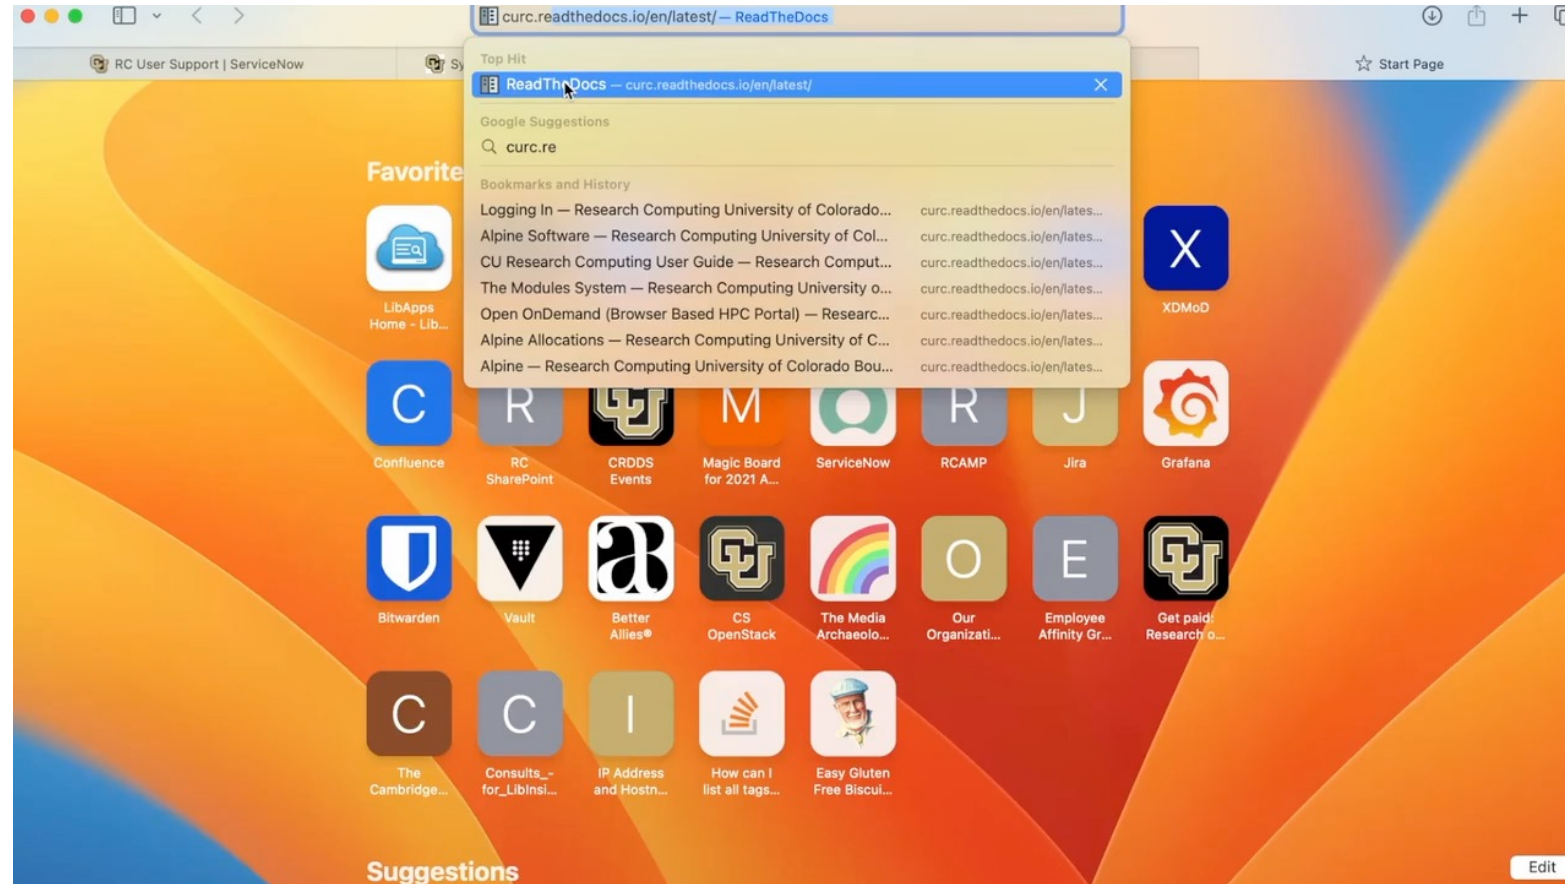 curc.readthedocs.io/en/latest/ — ReadTheDocs
RC User Support | ServiceNow
Sy
Start Page
Top Hit
ReadTheDocs — curc.readthedocs.io/en/latest/
Google Suggestions
curc.re
Bookmarks and History
Logging In — Research Computing University of Colorado... curc.readthedocs.io/en/lates...
Alpine Software — Research Computing University of Col... curc.readthedocs.io/en/lates...
CU Research Computing User Guide — Research Comput... curc.readthedocs.io/en/lates...
The Modules System — Research Computing University o... curc.readthedocs.io/en/lates...
Open OnDemand (Browser Based HPC Portal) — Researc... curc.readthedocs.io/en/lates...
Alpine Allocations — Research Computing University of C... curc.readthedocs.io/en/lates...
Alpine — Research Computing University of Colorado Bou... curc.readthedocs.io/en/lates...
Favorite
X
LibApps
Home - Lib...
XDMoD
C
R
CU
M
R
J
Confluence
RC
SharePoint
CRDDS
Events
Magic Board
for 2021 A...
ServiceNow
RCAMP
Jira
Grafana
a
CU
O
E
CU
Bitwarden
Vault
Better
Allies®
CS
OpenStack
The Media
Archaeolo...
Our
Organizati...
Employee
Affinity Gr...
Get paid:
Research o...
C
C
I
The
Cambridge...
Consults_-
for_LibInsi...
IP Address
and Hostn...
How can I
list all tags...
Easy Gluten
Free Biscui...
Suggestions
Edit